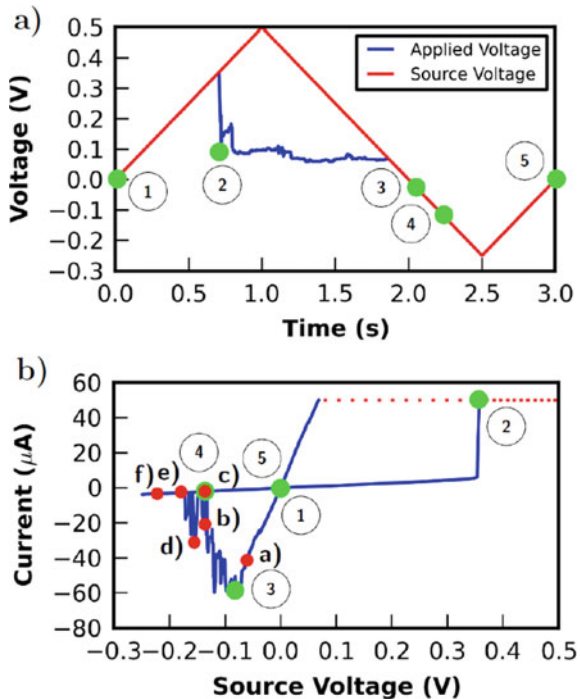 a)
0.5
0.4
0.3
0.2
0.1
0.0
−0.1
−0.2
−0.3
Voltage (V)
Applied Voltage
Source Voltage
1
2
3
4
5
0.0 0.5 1.0 1.5 2.0 2.5 3.0
Time (s)
b)
60
40
20
0
−20
−40
−60
−80
Current (μA)
f) e) 4 c) 5
2
1
b)
d)
a)
3
−0.3 −0.2 −0.1 0.0 0.1 0.2 0.3 0.4 0.5
Source Voltage (V)